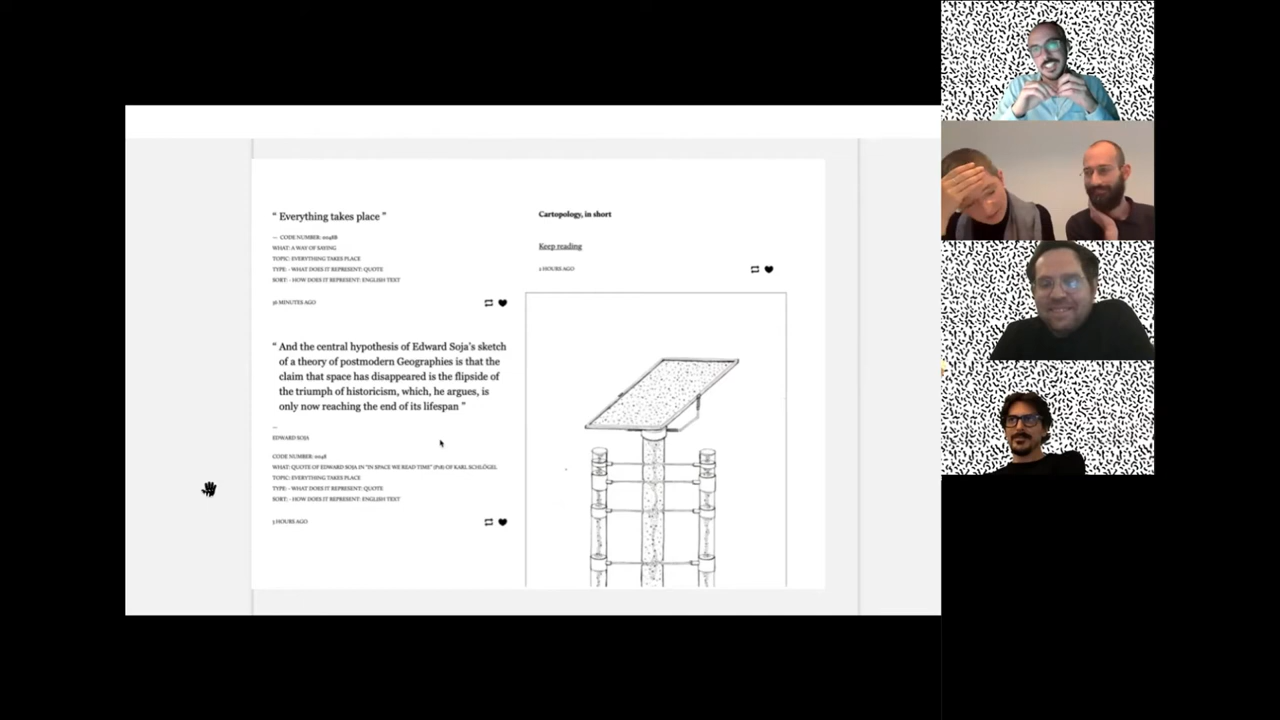 “ Everything takes place ”
— CODE NUMBER: 0048B
WHAT: A WAY OF SAYING
TOPIC: EVERYTHING TAKES PLACE
TYPE: - WHAT DOES IT REPRESENT: QUOTE
SORT: - HOW DOES IT REPRESENT: ENGLISH TEXT
36 MINUTES AGO
“ And the central hypothesis of Edward Soja's sketch
of a theory of postmodern Geographies is that the
claim that space has disappeared is the flipside of
the triumph of historicism, which, he argues, is
only now reaching the end of its lifespan ”
—
EDWARD SOJA
CODE NUMBER: 0048
WHAT: QUOTE OF EDWARD SOJA IN "IN SPACE WE READ TIME" OF KARL SCHLÖGEL
TOPIC: EVERYTHING TAKES PLACE
TYPE: - WHAT DOES IT REPRESENT: QUOTE
SORT: - HOW DOES IT REPRESENT: ENGLISH TEXT
3 HOURS AGO
Cartopology, in short
Keep reading
2 HOURS AGO